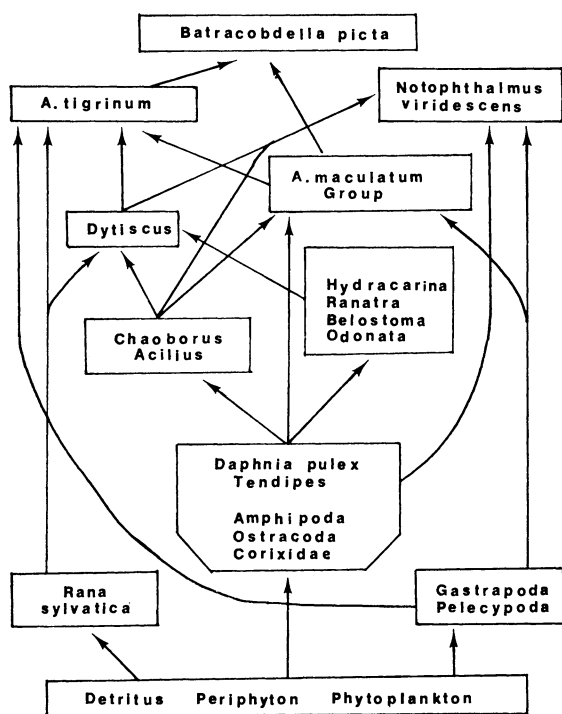 Batracobdella picta
A.tigrinum
Notophthalmus
viridescens
A.maculatum
Group
Dytiscus
Hydracarina
Ranatra
Belostoma
Odonata
Chaoborus
Acilius
Daphnia pulex
Tendipes
Amphipoda
Ostracoda
Corixidae
Rana
sylvatica
Gastrapoda
Pelecypoda
Detritus Periphyton Phytoplankton